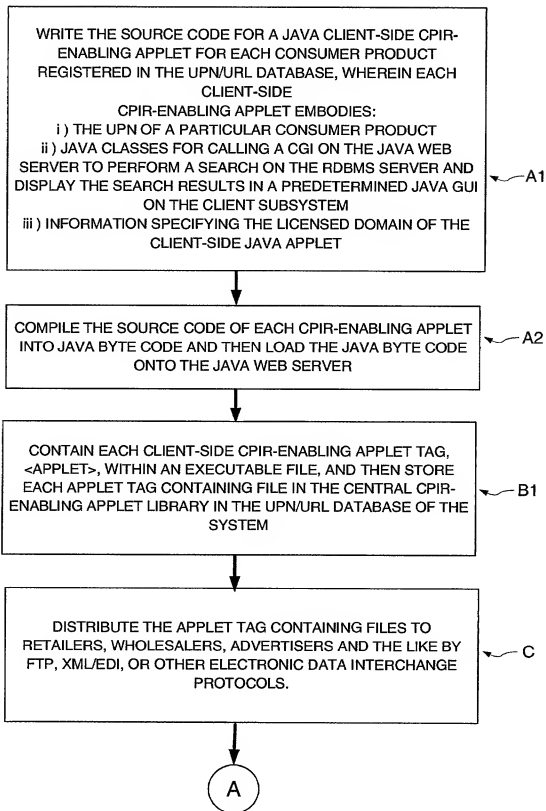 WRITE THE SOURCE CODE FOR A JAVA CLIENT-SIDE CPIR-
ENABLING APPLET FOR EACH CONSUMER PRODUCT
REGISTERED IN THE UPN/URL DATABASE, WHEREIN EACH
CLIENT-SIDE
CPIR-ENABLING APPLET EMBODIES:
i ) THE UPN OF A PARTICULAR CONSUMER PRODUCT
ii ) JAVA CLASSES FOR CALLING A CGI ON THE JAVA WEB
SERVER TO PERFORM A SEARCH ON THE RDBMS SERVER AND
DISPLAY THE SEARCH RESULTS IN A PREDETERMINED JAVA GUI
ON THE CLIENT SUBSYSTEM
iii ) INFORMATION SPECIFYING THE LICENSED DOMAIN OF THE
CLIENT-SIDE JAVA APPLET
A1
COMPILE THE SOURCE CODE OF EACH CPIR-ENABLING APPLET
INTO JAVA BYTE CODE AND THEN LOAD THE JAVA BYTE CODE
ONTO THE JAVA WEB SERVER
A2
CONTAIN EACH CLIENT-SIDE CPIR-ENABLING APPLET TAG,
<APPLET>, WITHIN AN EXECUTABLE FILE, AND THEN STORE
EACH APPLET TAG CONTAINING FILE IN THE CENTRAL CPIR-
ENABLING APPLET LIBRARY IN THE UPN/URL DATABASE OF THE
SYSTEM
B1
DISTRIBUTE THE APPLET TAG CONTAINING FILES TO
RETAILERS, WHOLESALERS, ADVERTISERS AND THE LIKE BY
FTP, XML/EDI, OR OTHER ELECTRONIC DATA INTERCHANGE
PROTOCOLS.
C
A